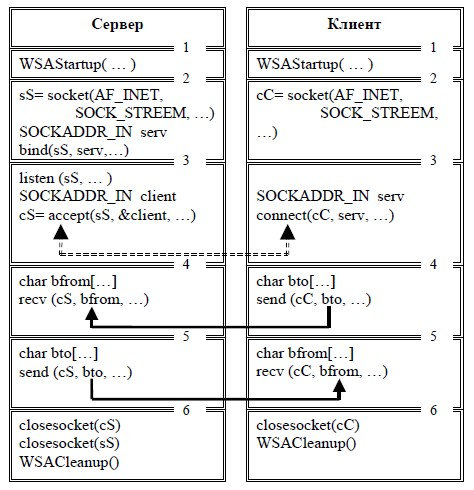 Сервер
1
WSAStartup( … )
2
sS= socket(AF_INET,
SOCK_STREEM, …)
SOCKADDR_IN serv
bind(sS, serv,…)
3
listen (sS, … )
SOCKADDR_IN client
cS= accept(sS, &client, …)
4
char bfrom[…]
recv (cS, bfrom, …)
5
char bto[…]
send (cS, bto, …)
6
closesocket(cS)
closesocket(sS)
WSACleanup()
Клиент
1
WSAStartup( … )
2
cC= socket(AF_INET,
SOCK_STREEM,
…)
3
SOCKADDR_IN serv
connect(cC, serv, …)
4
char bto[…]
send (cC, bto, …)
5
char bfrom[…]
recv (cC, bfrom, …)
6
closesocket(cC)
WSACleanup()